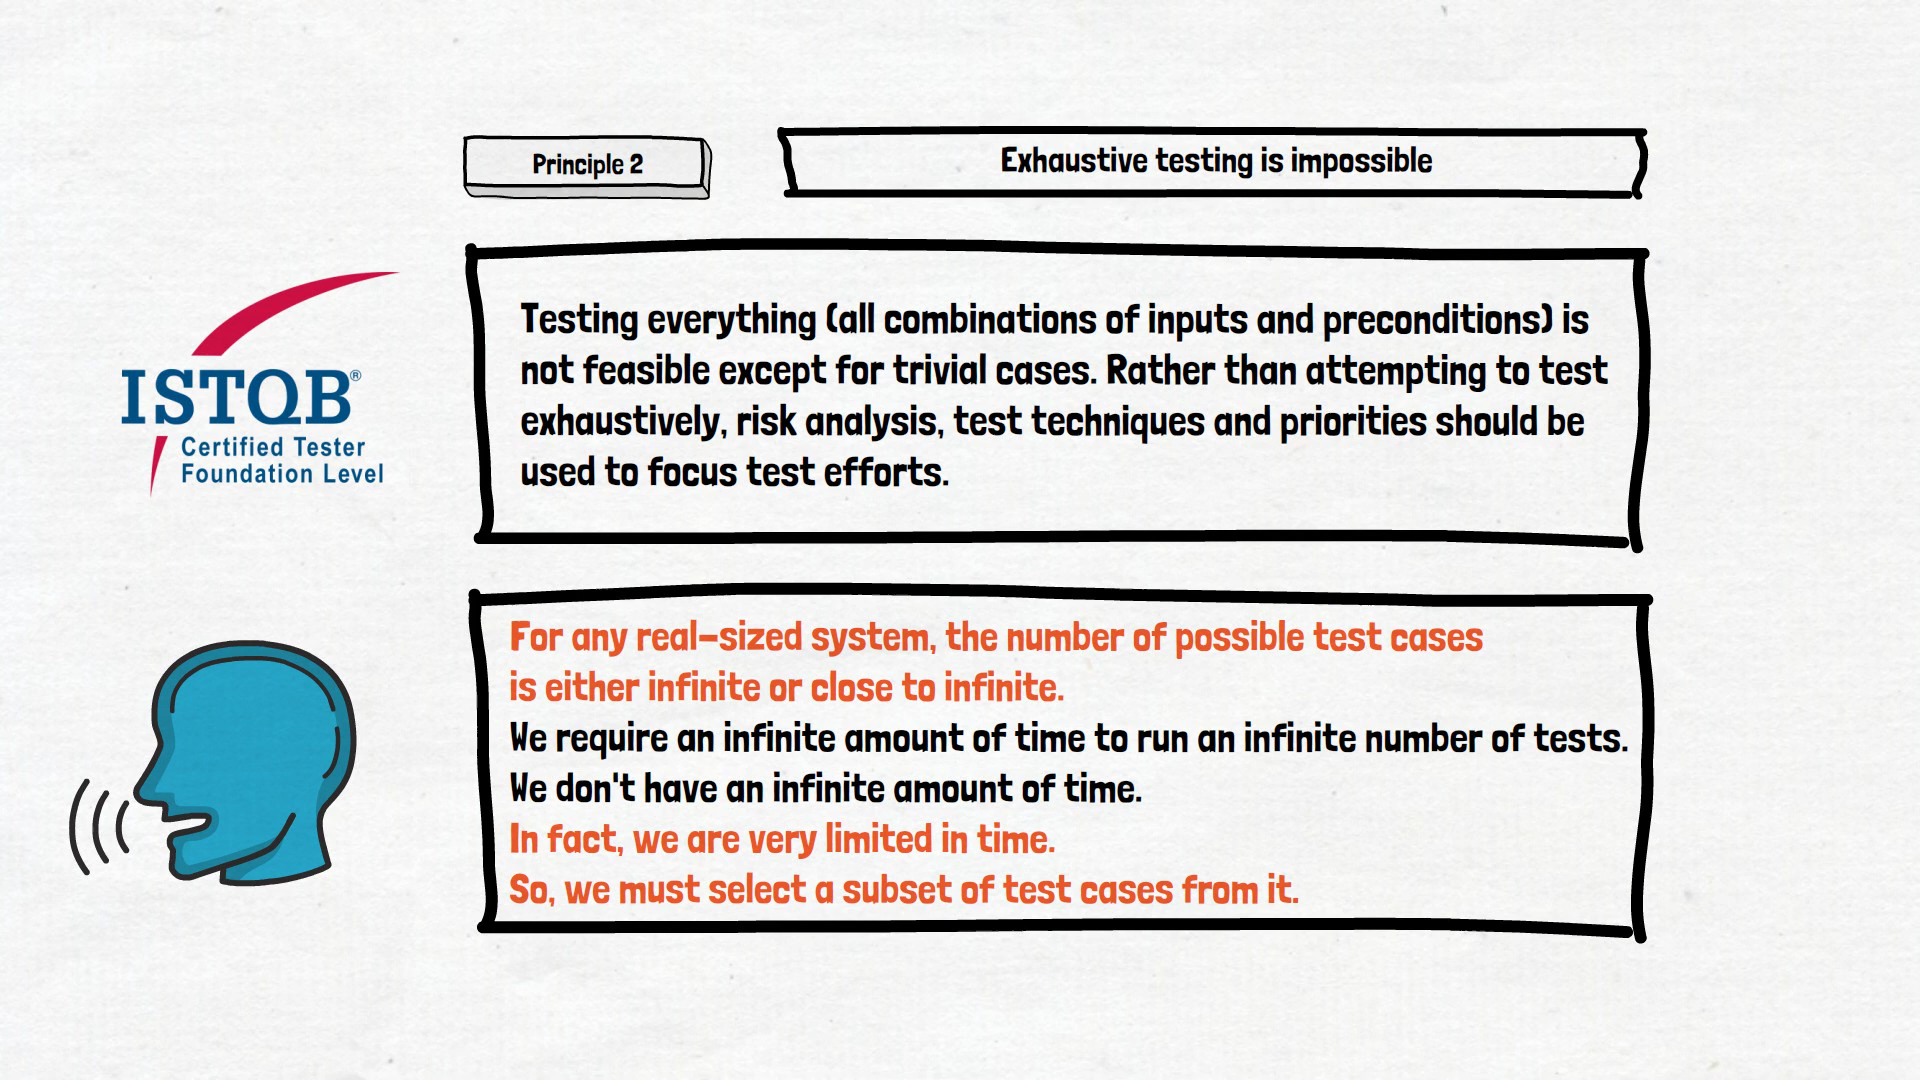 Principle 2
Exhaustive testing is impossible
ISTQB®
Certified Tester
Foundation Level
Testing everything (all combinations of inputs and preconditions) is
not feasible except for trivial cases. Rather than attempting to test
exhaustively, risk analysis, test techniques and priorities should be
used to focus test efforts.
For any real-sized system, the number of possible test cases
is either infinite or close to infinite.
We require an infinite amount of time to run an infinite number of tests.
We don't have an infinite amount of time.
In fact, we are very limited in time.
So, we must select a subset of test cases from it.